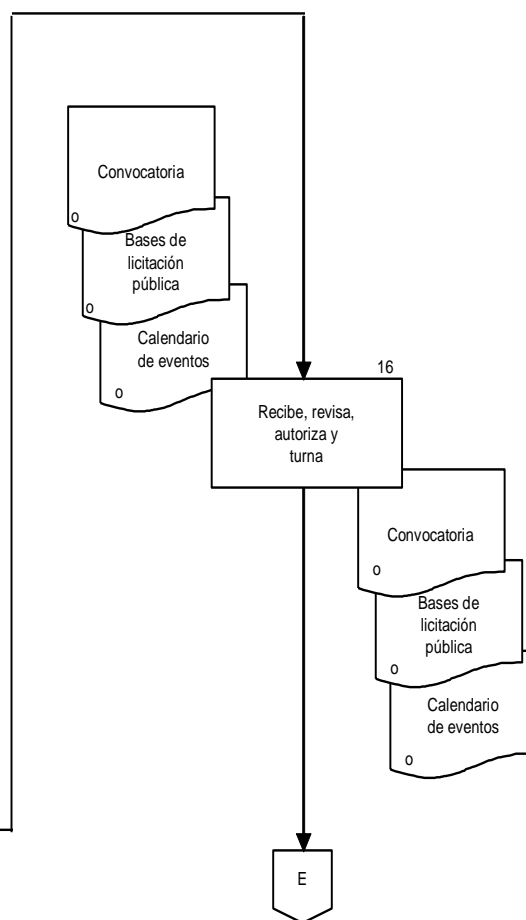 Convocatoria
o
Bases de
licitación
pública
o
Calendario
de eventos
o
16
Recibe, revisa,
autoriza y
turna
Convocatoria
o
Bases de
licitación
pública
o
Calendario
de eventos
o
E